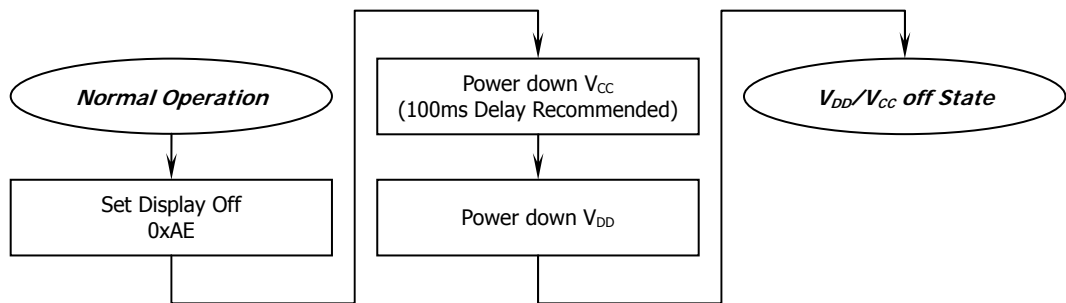 Normal Operation
Set Display Off
0xAE
Power down VCC
(100ms Delay Recommended)
Power down VDD
VDD/VCC off State